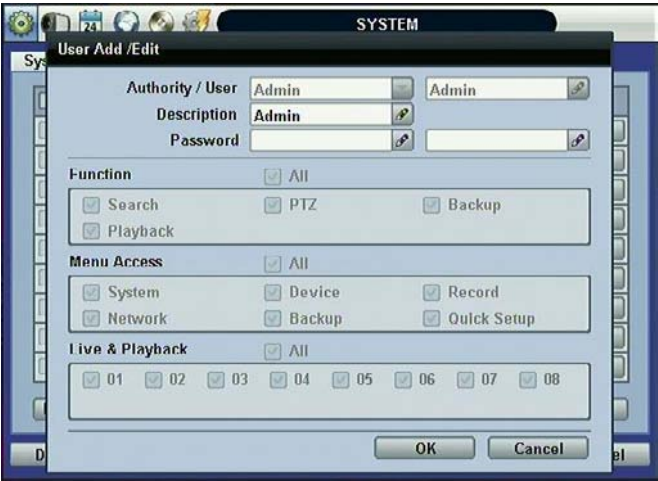 24
SYSTEM
User Add /Edit
Authority / User Admin Admin
Description Admin
Password
Function All
Search PTZ Backup
Playback
Menu Access All
System Device Record
Network Backup Quick Setup
Live & Playback All
01 02 03 04 05 06 07 08
OK Cancel